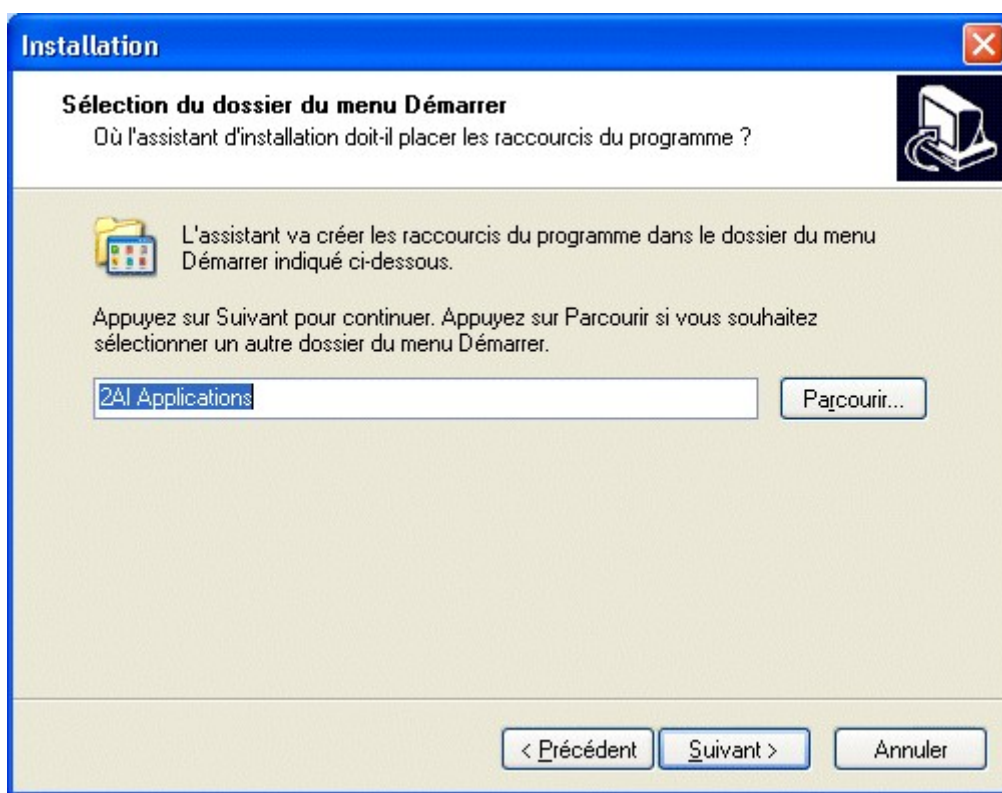 Installation
Sélection du dossier du menu Démarrer
Où l'assistant d'installation doit-il placer les raccourcis du programme ?
L'assistant va créer les raccourcis du programme dans le dossier du menu
Démarrer indiqué ci-dessous.
Appuyez sur Suivant pour continuer. Appuyez sur Parcourir si vous souhaitez
sélectionner un autre dossier du menu Démarrer.
2AI Applications
Parcourir...
< Précédent
Suivant >
Annuler